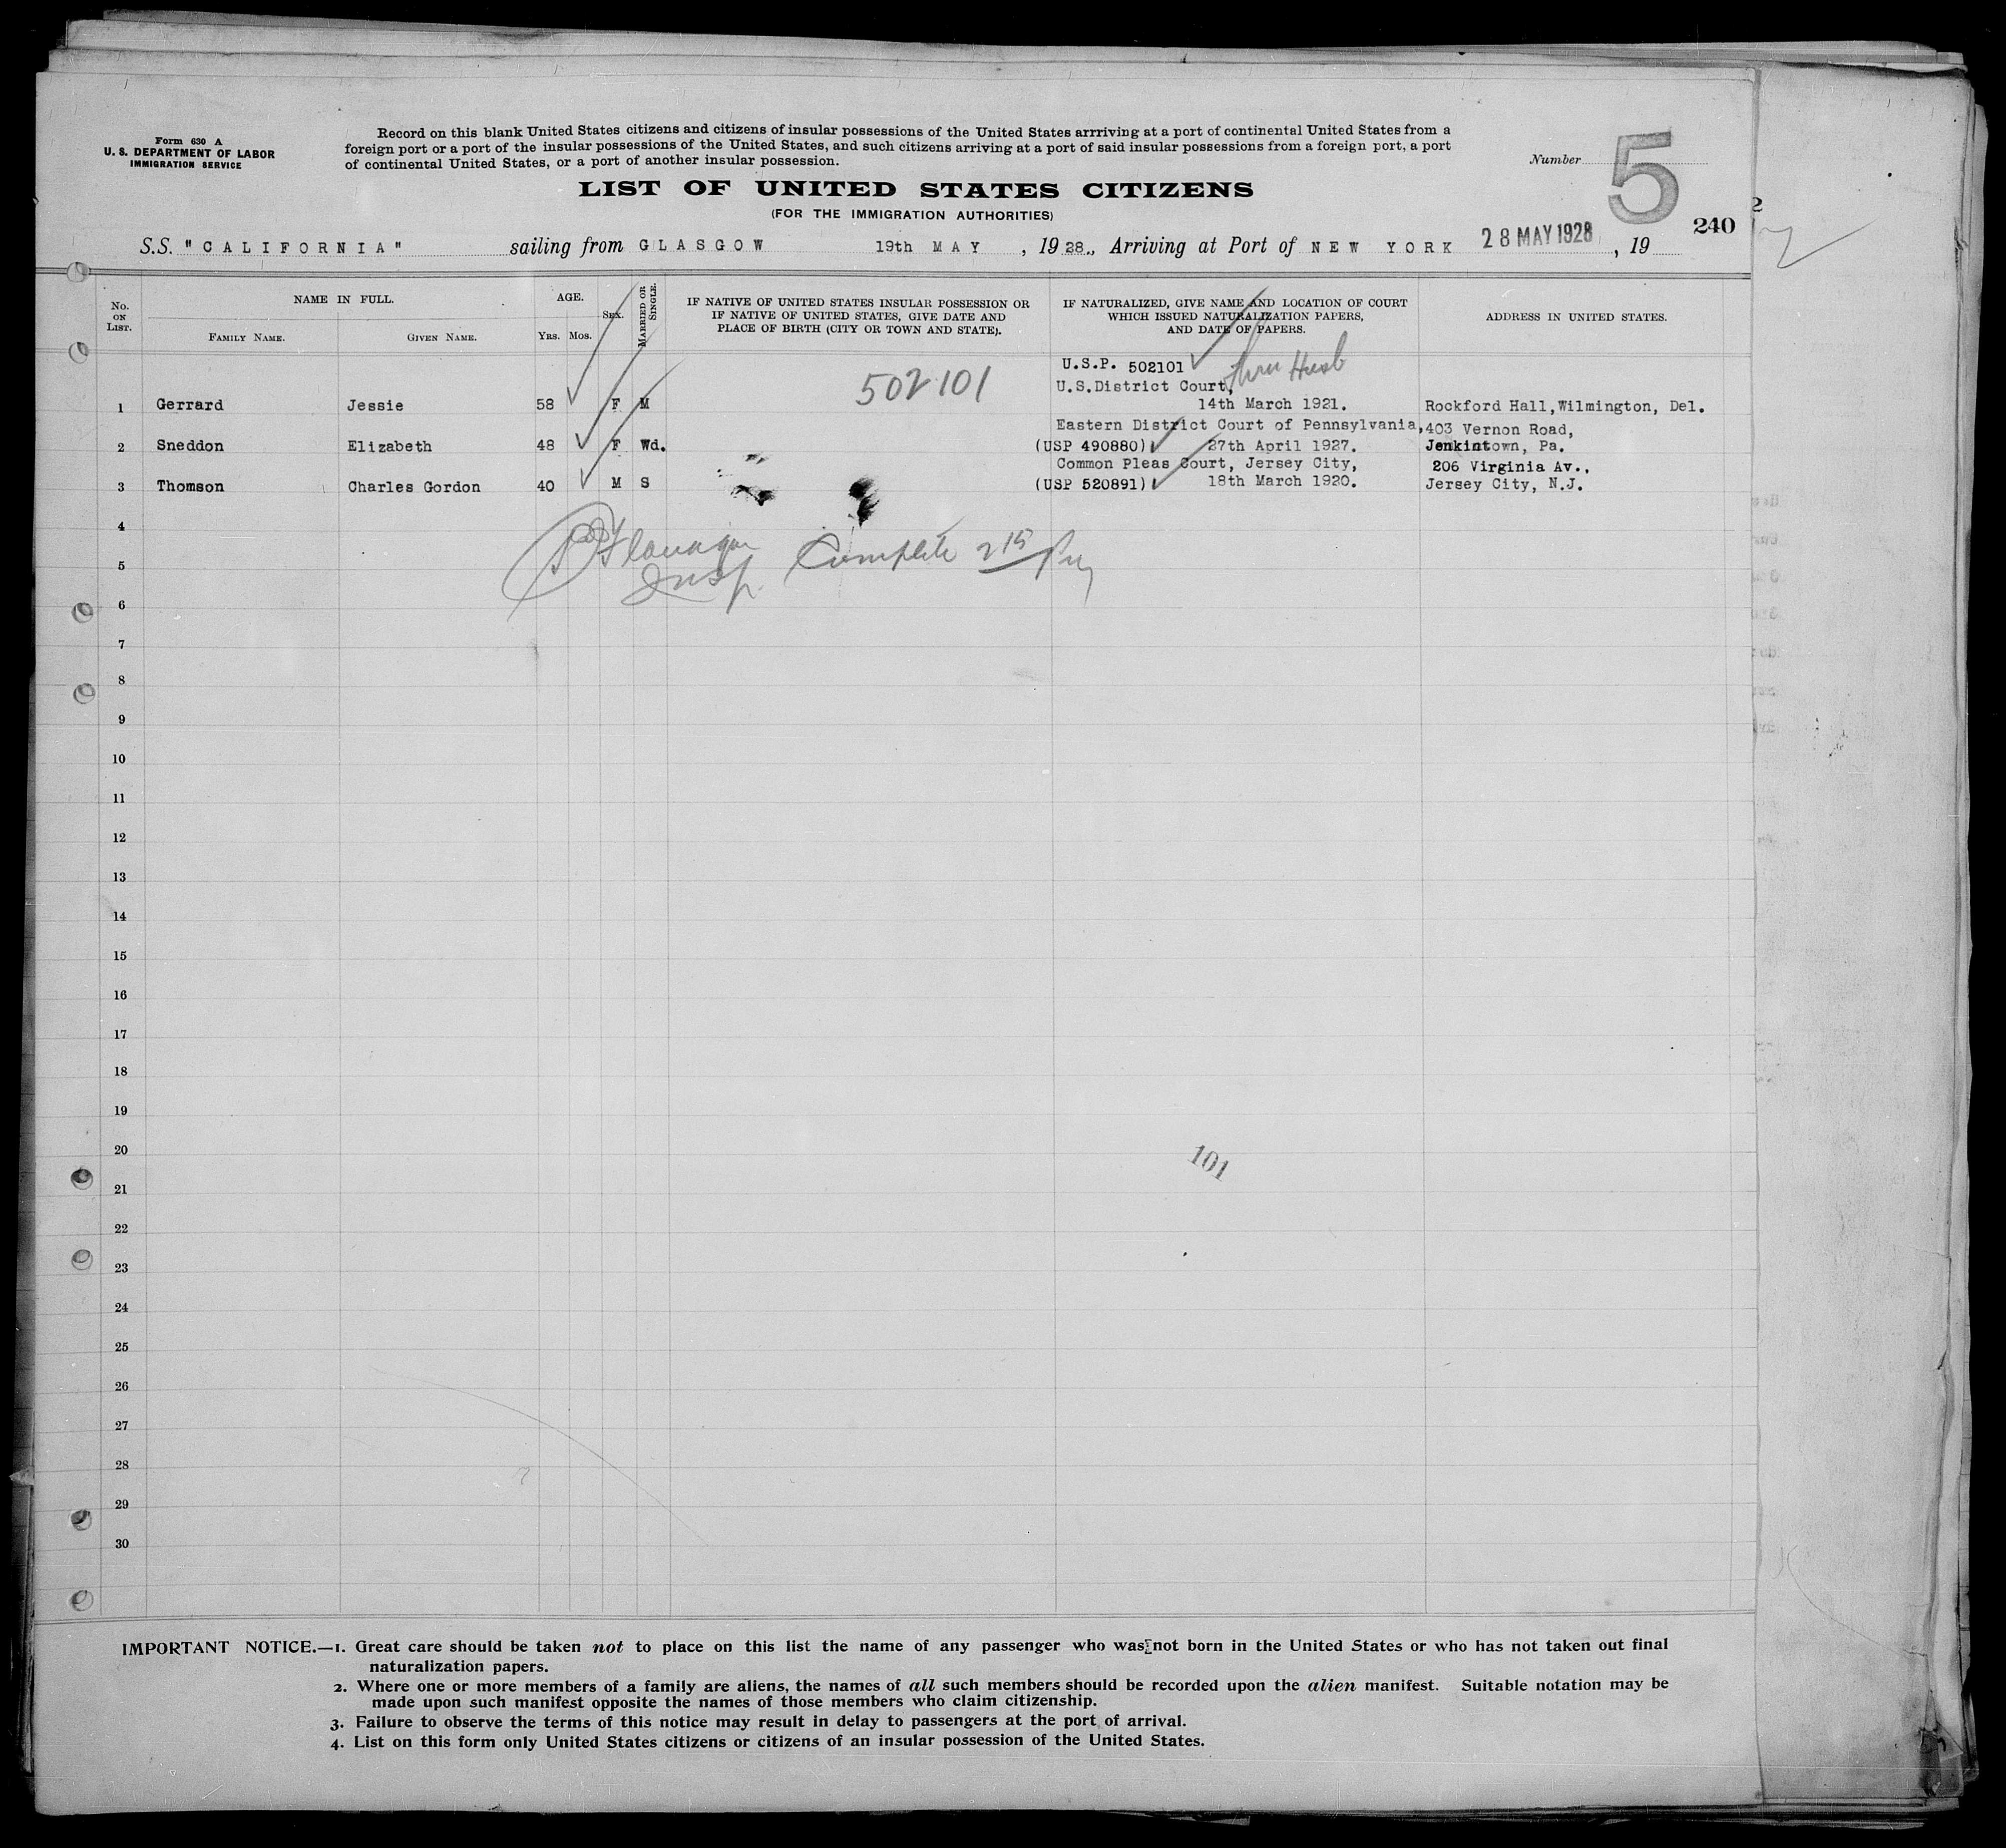 Form 630 A
U. S. DEPARTMENT OF LABOR
IMMIGRATION SERVICE
Record on this blank United States citizens and citizens of insular possessions of the United States arrriving at a port of continental United States from a
foreign port or a port of the insular possessions of the United States, and such citizens arriving at a port of said insular possessions from a foreign port, a port
of continental United States, or a port of another insular possession.
Number 5
LIST OF UNITED STATES CITIZENS
(FOR THE IMMIGRATION AUTHORITIES)
240
2
S.S. "CALIFORNIA" sailing from GLASGOW 19th MAY, 1928., Arriving at Port of NEW YORK 28 MAY 1928, 19
No. ON LIST.
NAME IN FULL.
FAMILY NAME.
GIVEN NAME.
AGE.
YRS. MOS.
SEX.
MARRIED OR SINGLE.
IF NATIVE OF UNITED STATES INSULAR POSSESSION OR
IF NATIVE OF UNITED STATES, GIVE DATE AND
PLACE OF BIRTH (CITY OR TOWN AND STATE).
IF NATURALIZED, GIVE NAME AND LOCATION OF COURT
WHICH ISSUED NATURALIZATION PAPERS,
AND DATE OF PAPERS.
ADDRESS IN UNITED STATES.
U.S.P. 502101 thru Husb
502101 U.S.District Court,
1 Gerrard Jessie 58 F M 14th March 1921. Rockford Hall,Wilmington, Del.
Eastern District Court of Pennsylvania, 403 Vernon Road,
2 Sneddon Elizabeth 48 F Wd. (USP 490880) 27th April 1927. Jenkintown, Pa.
Common Pleas Court, Jersey City, 206 Virginia Av.,
3 Thomson Charles Gordon 40 M S (USP 520891) 18th March 1920. Jersey City, N.J.
4
Flanagan Complete
5
Insp.
6
7
8
9
10
11
12
13
14
15
16
17
18
19
20
101
21
22
23
24
25
26
27
28
29
30
IMPORTANT NOTICE.—1. Great care should be taken not to place on this list the name of any passenger who was not born in the United States or who has not taken out final
naturalization papers.
2. Where one or more members of a family are aliens, the names of all such members should be recorded upon the alien manifest. Suitable notation may be
made upon such manifest opposite the names of those members who claim citizenship.
3. Failure to observe the terms of this notice may result in delay to passengers at the port of arrival.
4. List on this form only United States citizens or citizens of an insular possession of the United States.